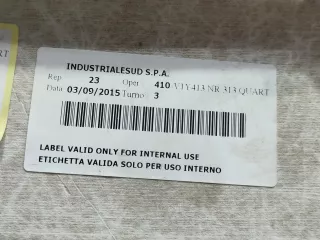 INDUSTRIALESUD S.P.A.
Rep 23 Oper 410 VIY 413 NR 313 QUART
Data 03/09/2015 Turno 3
LABEL VALID ONLY FOR INTERNAL USE
ETICHETTA VALIDA SOLO PER USO INTERNO